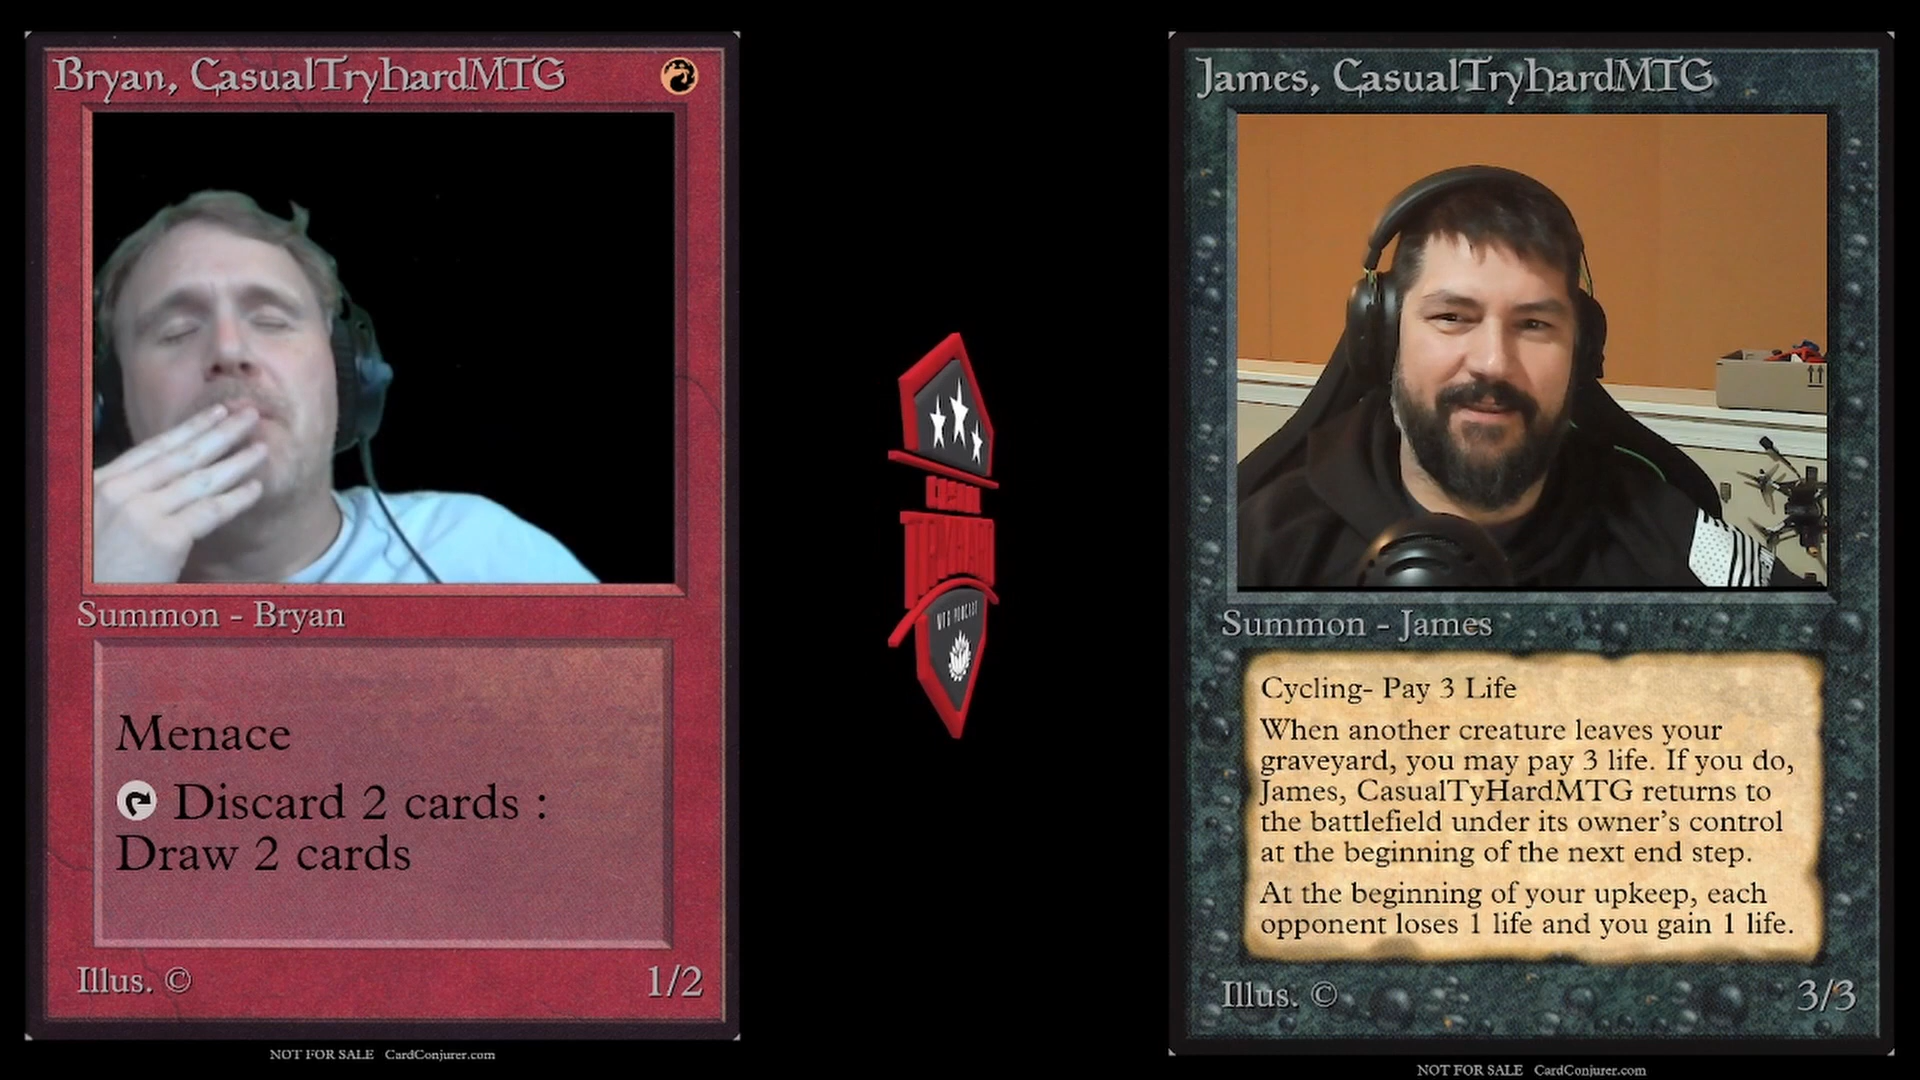 Bryan, CasualTryhardMTG
Summon - Bryan
Menace
Discard 2 cards :
Draw 2 cards
Illus. ©
1/2
NOT FOR SALE CardConjurer.com
MTG PODCAST
James, CasualTryhardMTG
Summon - James
Cycling- Pay 3 Life
When another creature leaves your
graveyard, you may pay 3 life. If you do,
James, CasualTyHardMTG returns to
the battlefield under its owner's control
at the beginning of the next end step.
At the beginning of your upkeep, each
opponent loses 1 life and you gain 1 life.
Illus. ©
3/3
NOT FOR SALE CardConjurer.com